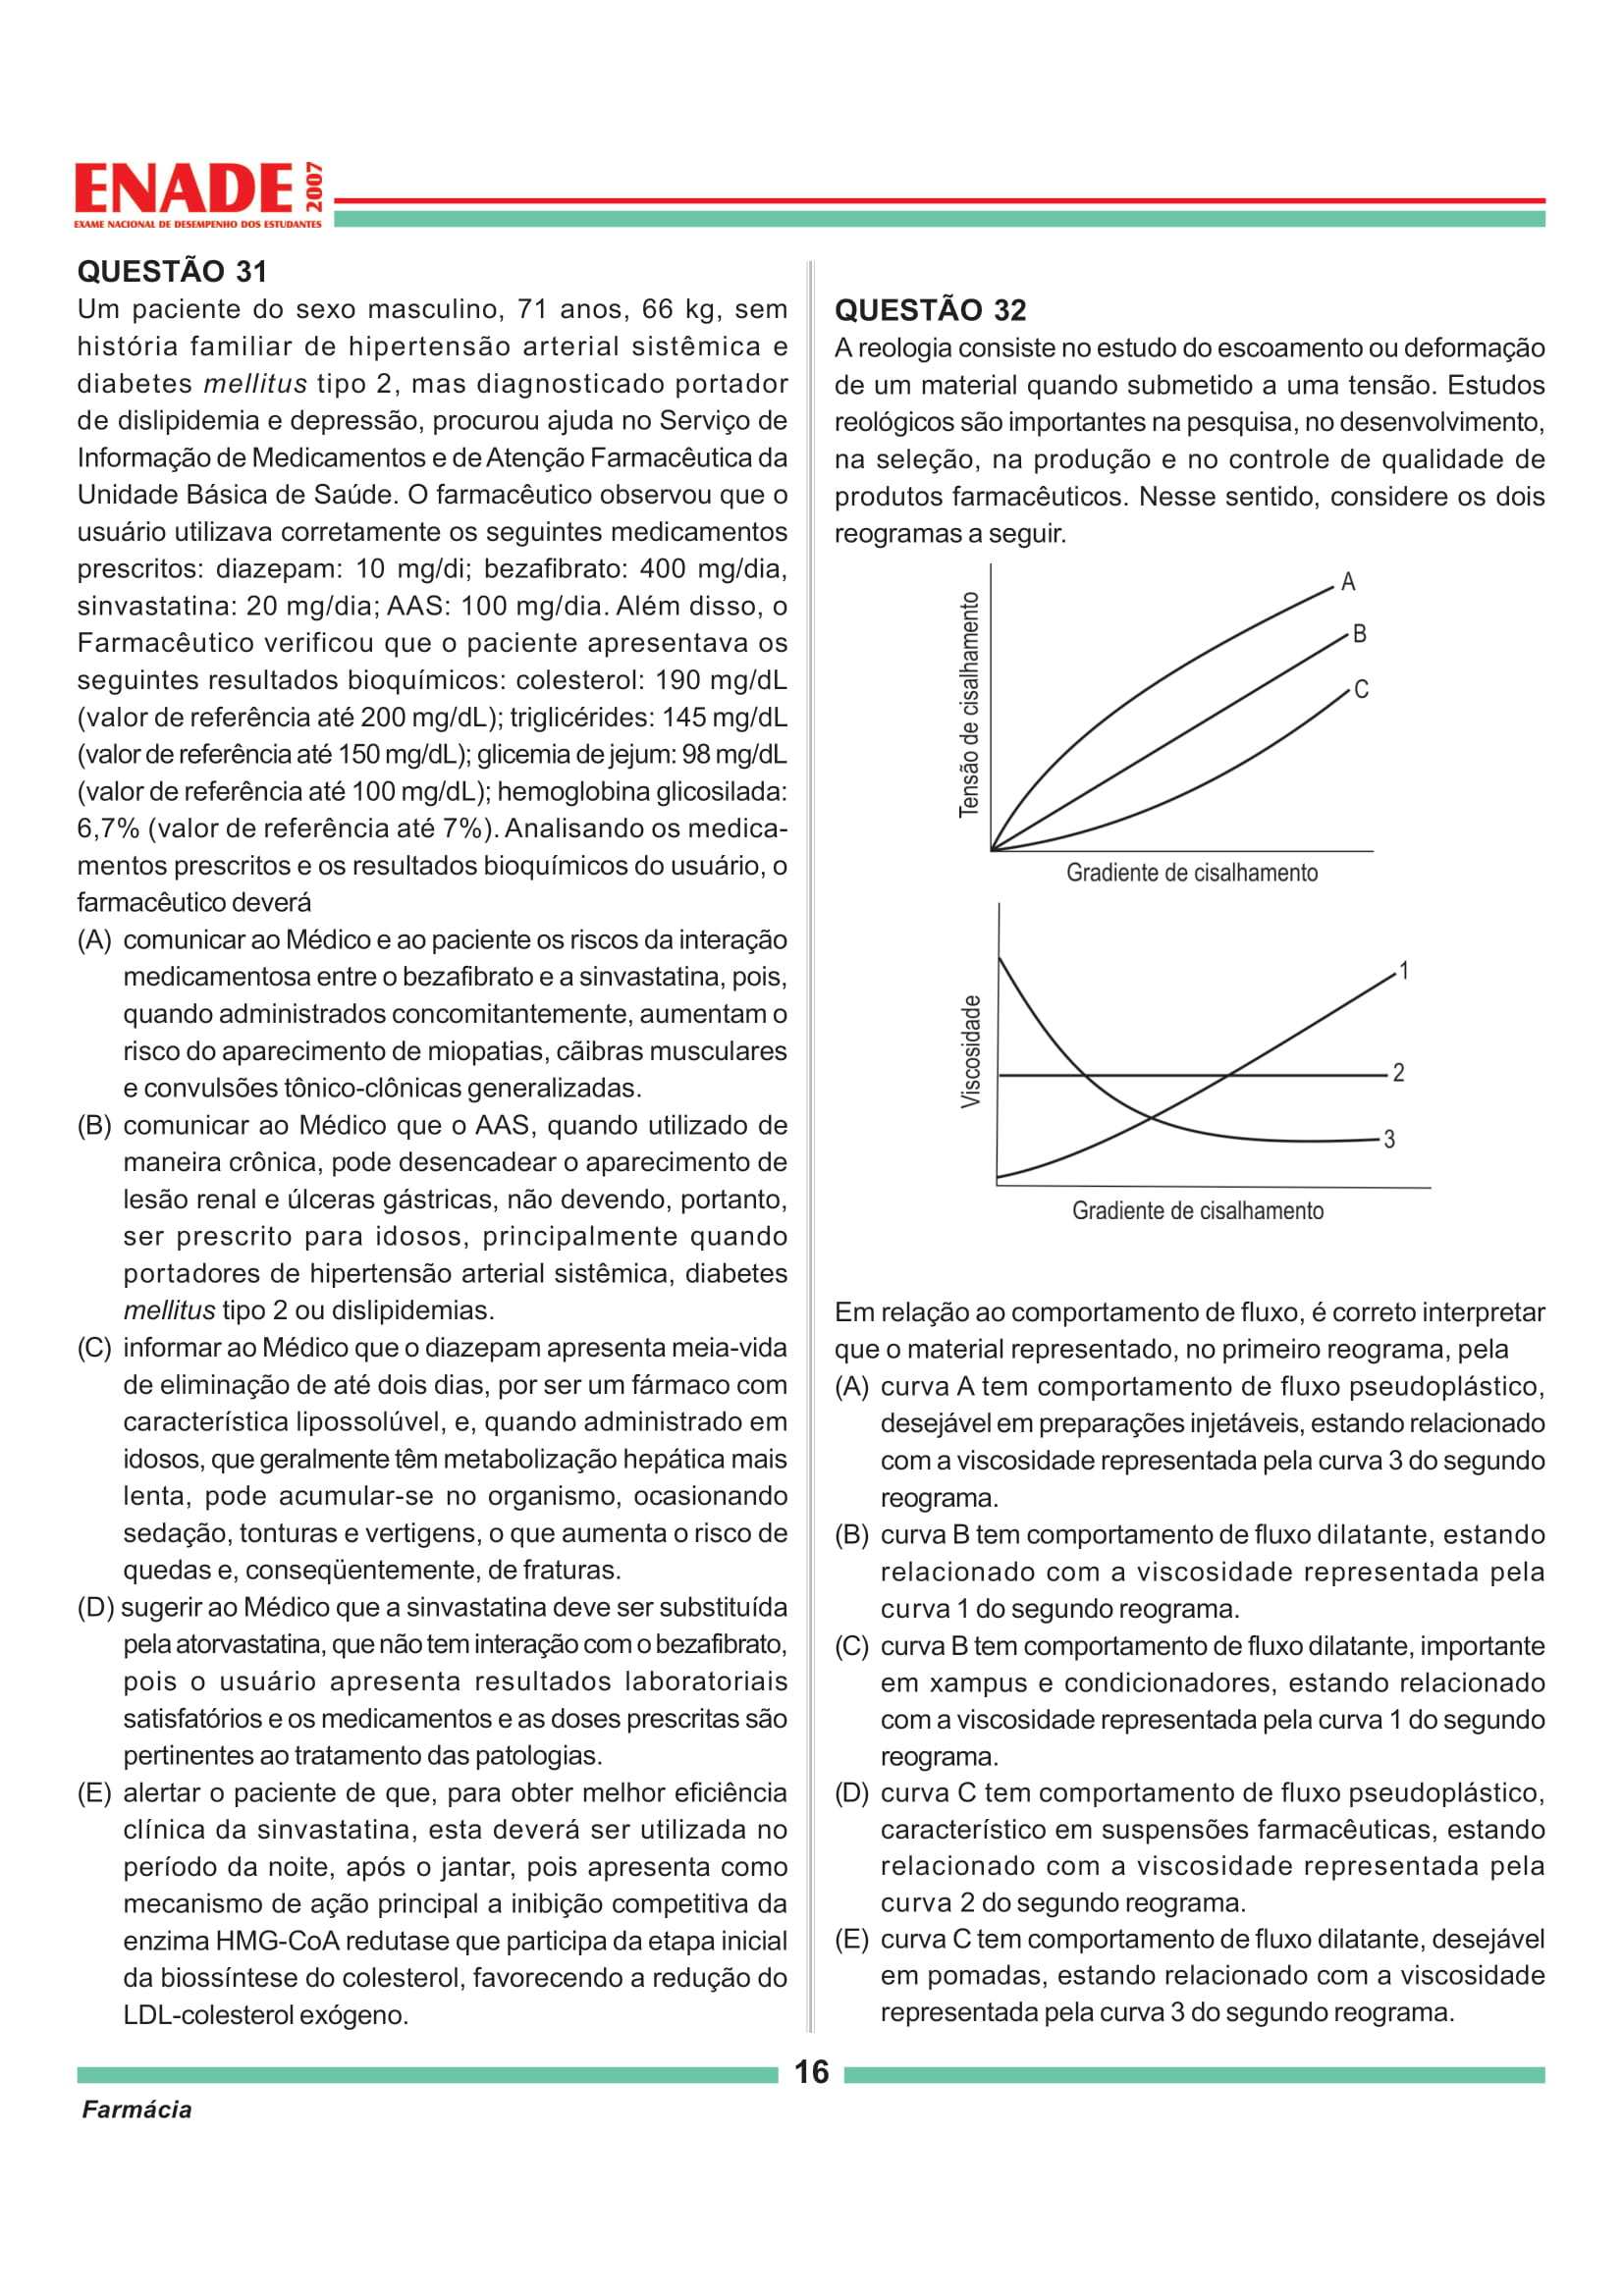 ENADE 2007
EXAME NACIONAL DE DESEMPENHO DOS ESTUDANTES
QUESTÃO 31
Um paciente do sexo masculino, 71 anos, 66 kg, sem
história familiar de hipertensão arterial sistêmica e
diabetes mellitus tipo 2, mas diagnosticado portador
de dislipidemia e depressão, procurou ajuda no Serviço de
Informação de Medicamentos e de Atenção Farmacêutica da
Unidade Básica de Saúde. O farmacêutico observou que o
usuário utilizava corretamente os seguintes medicamentos
prescritos: diazepam: 10 mg/di; bezafibrato: 400 mg/dia,
sinvastatina: 20 mg/dia; AAS: 100 mg/dia. Além disso, o
Farmacêutico verificou que o paciente apresentava os
seguintes resultados bioquímicos: colesterol: 190 mg/dL
(valor de referência até 200 mg/dL); triglicérides: 145 mg/dL
(valor de referência até 150 mg/dL); glicemia de jejum: 98 mg/dL
(valor de referência até 100 mg/dL); hemoglobina glicosilada:
6,7% (valor de referência até 7%). Analisando os medica-
mentos prescritos e os resultados bioquímicos do usuário, o
farmacêutico deverá
(A) comunicar ao Médico e ao paciente os riscos da interação
medicamentosa entre o bezafibrato e a sinvastatina, pois,
quando administrados concomitantemente, aumentam o
risco do aparecimento de miopatias, cãibras musculares
e convulsões tônico-clônicas generalizadas.
(B) comunicar ao Médico que o AAS, quando utilizado de
maneira crônica, pode desencadear o aparecimento de
lesão renal e úlceras gástricas, não devendo, portanto,
ser prescrito para idosos, principalmente quando
portadores de hipertensão arterial sistêmica, diabetes
mellitus tipo 2 ou dislipidemias.
(C) informar ao Médico que o diazepam apresenta meia-vida
de eliminação de até dois dias, por ser um fármaco com
característica lipossolúvel, e, quando administrado em
idosos, que geralmente têm metabolização hepática mais
lenta, pode acumular-se no organismo, ocasionando
sedação, tonturas e vertigens, o que aumenta o risco de
quedas e, conseqüentemente, de fraturas.
(D) sugerir ao Médico que a sinvastatina deve ser substituída
pela atorvastatina, que não tem interação com o bezafibrato,
pois o usuário apresenta resultados laboratoriais
satisfatórios e os medicamentos e as doses prescritas são
pertinentes ao tratamento das patologias.
(E) alertar o paciente de que, para obter melhor eficiência
clínica da sinvastatina, esta deverá ser utilizada no
período da noite, após o jantar, pois apresenta como
mecanismo de ação principal a inibição competitiva da
enzima HMG-CoA redutase que participa da etapa inicial
da biossíntese do colesterol, favorecendo a redução do
LDL-colesterol exógeno.
QUESTÃO 32
A reologia consiste no estudo do escoamento ou deformação
de um material quando submetido a uma tensão. Estudos
reológicos são importantes na pesquisa, no desenvolvimento,
na seleção, na produção e no controle de qualidade de
produtos farmacêuticos. Nesse sentido, considere os dois
reogramas a seguir.
Tensão de cisalhamento
A
B
C
Gradiente de cisalhamento
Viscosidade
1
2
3
Gradiente de cisalhamento
Em relação ao comportamento de fluxo, é correto interpretar
que o material representado, no primeiro reograma, pela
(A) curva A tem comportamento de fluxo pseudoplástico,
desejável em preparações injetáveis, estando relacionado
com a viscosidade representada pela curva 3 do segundo
reograma.
(B) curva B tem comportamento de fluxo dilatante, estando
relacionado com a viscosidade representada pela
curva 1 do segundo reograma.
(C) curva B tem comportamento de fluxo dilatante, importante
em xampus e condicionadores, estando relacionado
com a viscosidade representada pela curva 1 do segundo
reograma.
(D) curva C tem comportamento de fluxo pseudoplástico,
característico em suspensões farmacêuticas, estando
relacionado com a viscosidade representada pela
curva 2 do segundo reograma.
(E) curva C tem comportamento de fluxo dilatante, desejável
em pomadas, estando relacionado com a viscosidade
representada pela curva 3 do segundo reograma.
16
Farmácia